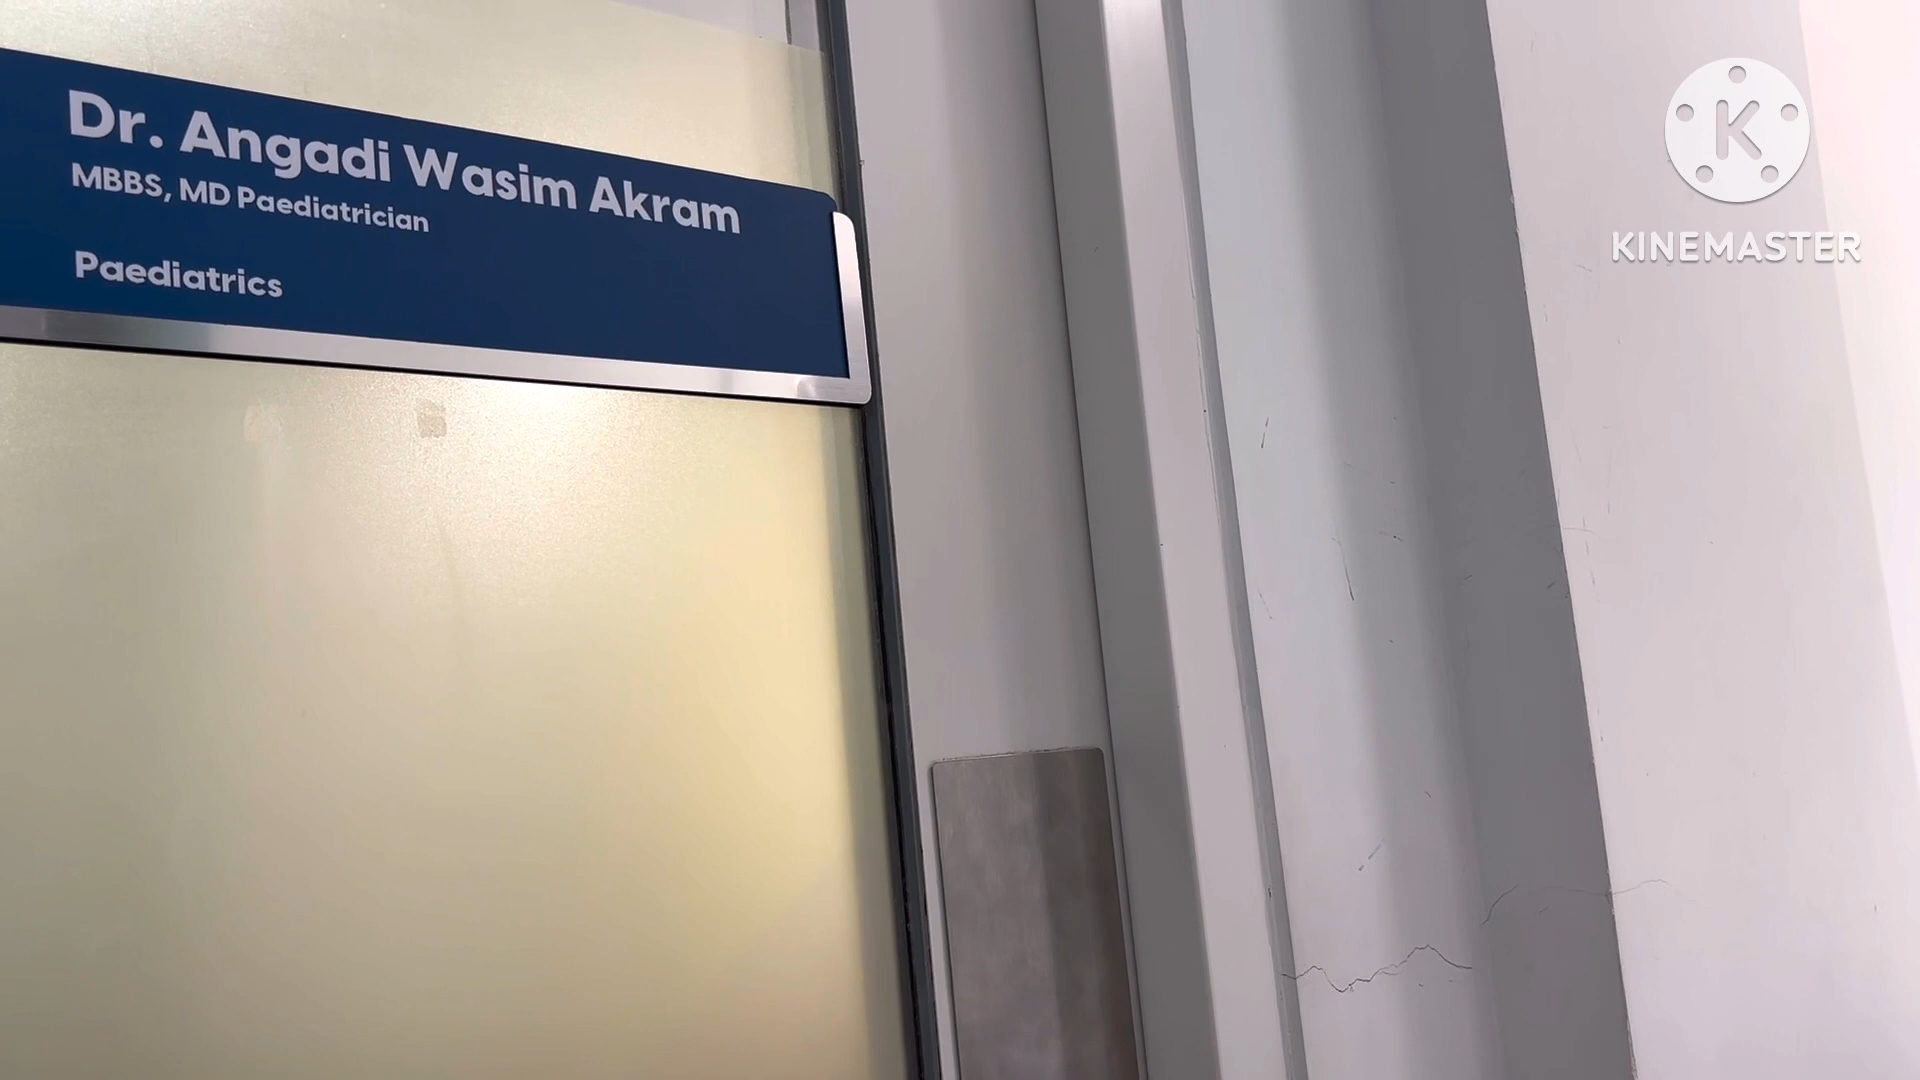 Dr. Angadi Wasim Akram
MBBS, MD Paediatrician
Paediatrics
K
KINEMASTER